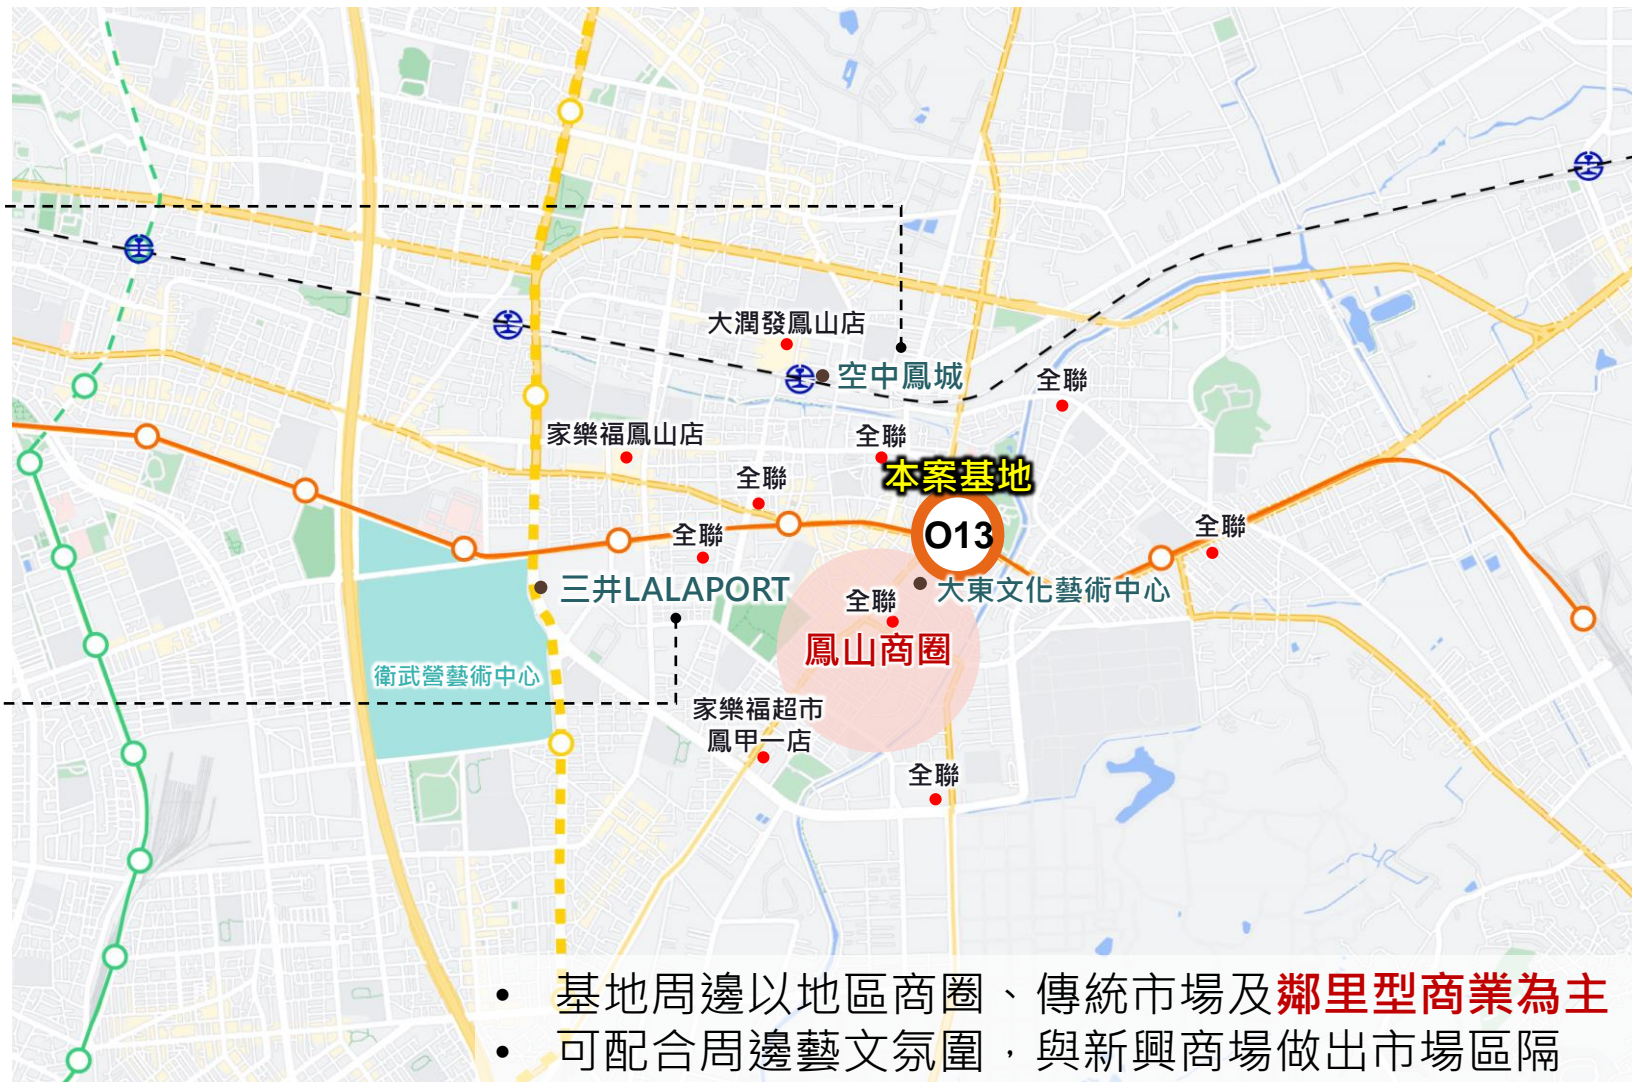 大潤發鳳山店
空中鳳城
全聯
家樂福鳳山店
全聯
本案基地
全聯
O13
全聯
全聯
三井LALAPORT
大東文化藝術中心
全聯
鳳山商圈
衛武營藝術中心
家樂福超市
鳳甲一店
全聯
• 基地周邊以地區商圈、傳統市場及鄰里型商業為主
• 可配合周邊藝文氛圍，與新興商場做出市場區隔